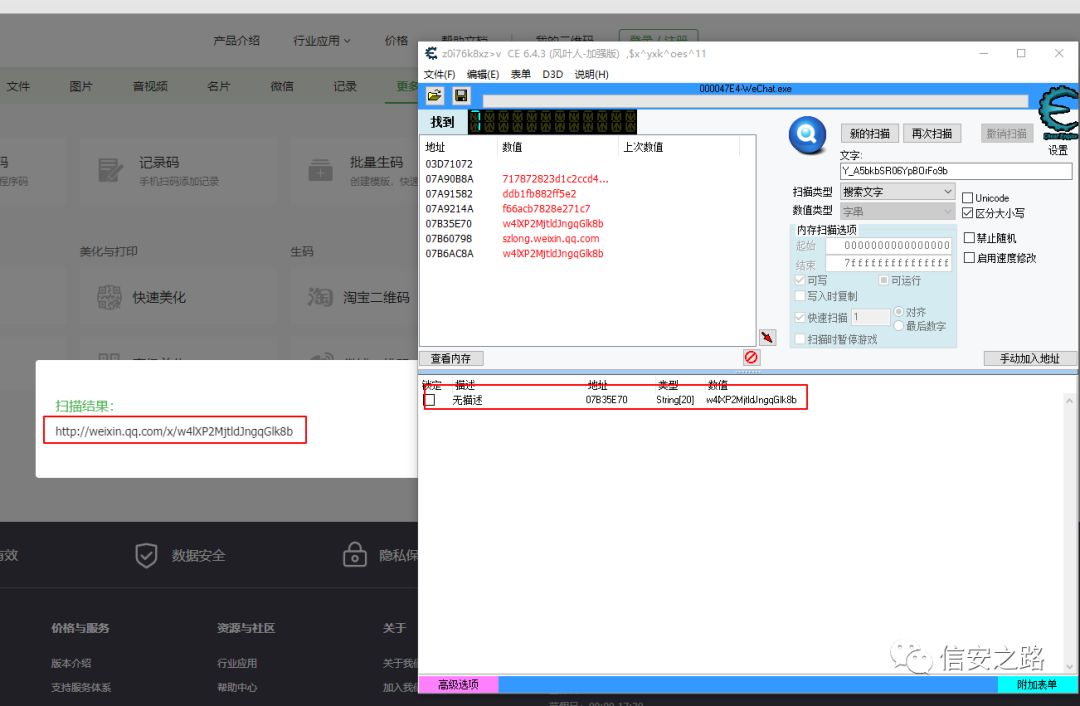 产品介绍 行业应用 价格 帮助文档 我的二维码 登录 / 注册
文件 图片 音视频 名片 微信 记录 更多
码 记录码 批量生码
程序码 手机扫码添加记录 创建模版，快速
美化与打印 生码
快速美化 淘宝二维码
扫描结果：
http://weixin.qq.com/x/w4lXP2MjtldJngqGlk8b
有效 数据安全 隐私保
价格与服务 资源与社区 关于
版本介绍 行业应用 关于我们
支持服务体系 帮助中心 加入我们
z0i76k8xz>v CE 6.4.3 (风叶人-加强版) ,$x^yxk^oes^11
文件(F) 编辑(E) 表单 D3D 说明(H)
000047E4-WeChat.exe
找到
地址 数值 上次数值
03D71072
07A90B8A 717872823d1c2ccd4...
07A91582 ddb1fb882ff5e2
07A9214A f66acb7828e271c7
07B35E70 w4lXP2MjtldJngqGlk8b
07B60798 szlong.weixin.qq.com
07B6AC8A w4lXP2MjtldJngqGlk8b
新的扫描 再次扫描 撤销扫描
设置
文字:
Y_A5bkbSR06YpBOrFo9b
扫描类型 搜索文字
数值类型 字串
Unicode
区分大小写
内存扫描选项
起始 0000000000000000
结束 7fffffffffffffff
可写 可运行
写入时复制
快速扫描 1 对齐
最后数字
扫描时暂停游戏
禁止随机
启用速度修改
查看内存 手动加入地址
锁定 描述 地址 类型 数值
无描述 07B35E70 String[20] w4lXP2MjtldJngqGlk8b
信安之路
高级选项 附加表单